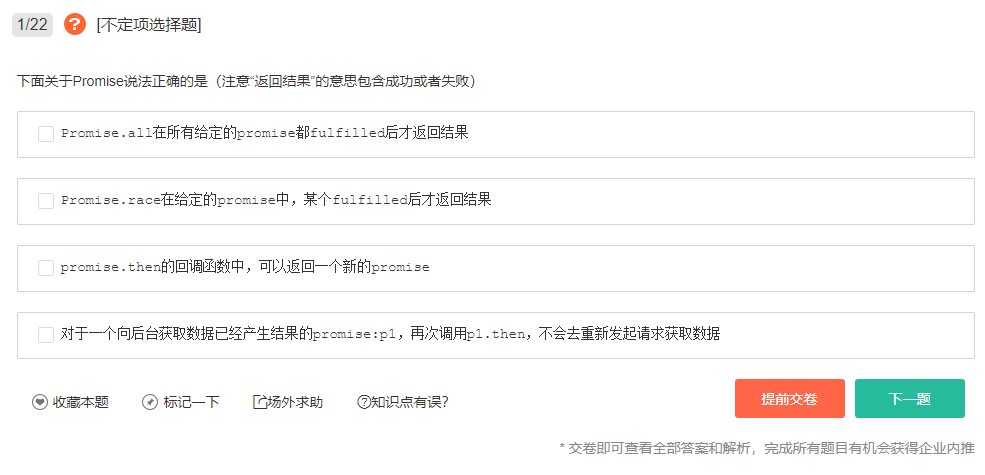 1/22 ? [不定项选择题]
下面关于Promise说法正确的是（注意“返回结果”的意思包含成功或者失败）
Promise.all在所有给定的promise都fulfilled后才返回结果
Promise.race在给定的promise中，某个fulfilled后才返回结果
promise.then的回调函数中，可以返回一个新的promise
对于一个向后台获取数据已经产生结果的promise:p1，再次调用p1.then，不会去重新发起请求获取数据
收藏本题 标记一下 场外求助 ?知识点有误? 提前交卷 下一题
* 交卷即可查看全部答案和解析，完成所有题目有机会获得企业内推